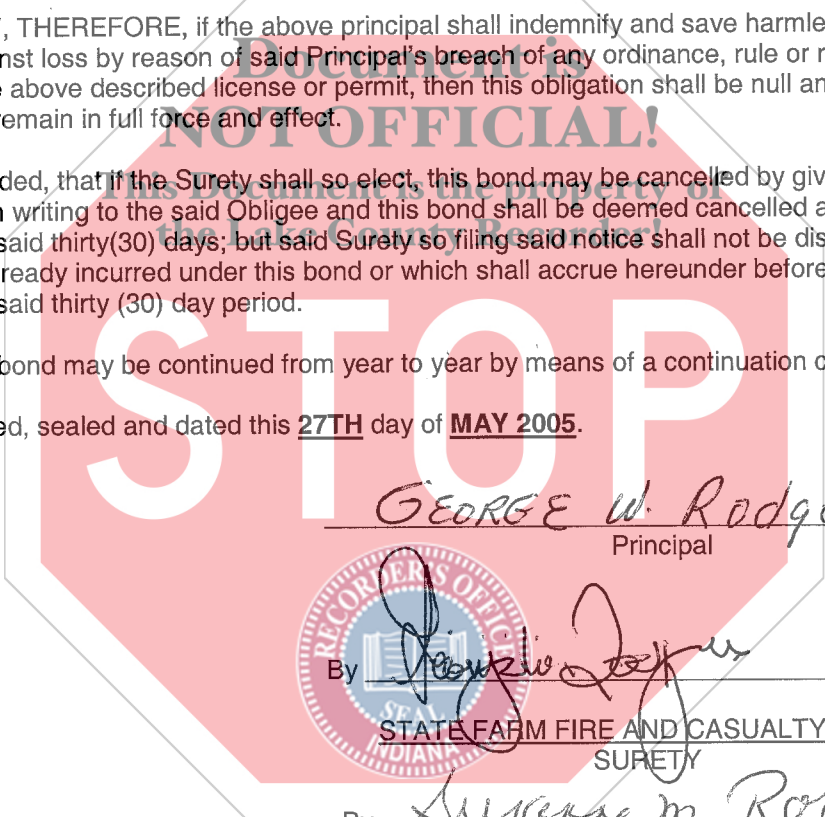 , THEREFORE, if the above principal shall indemnify and save harmle
nst loss by reason of said Principal's breach of any ordinance, rule or r
e above described license or permit, then this obligation shall be null an
remain in full force and effect.
Document is
NOT OFFICIAL!
This Document is the property of
the Lake County Recorder!
ded, that if the Surety shall so elect, this bond may be cancelled by giv
n writing to the said Obligee and this bond shall be deemed cancelled a
said thirty(30) days; but said Surety so filing said notice shall not be dis
ready incurred under this bond or which shall accrue hereunder before
said thirty (30) day period.
STOP
bond may be continued from year to year by means of a continuation c
ed, sealed and dated this 27TH day of MAY 2005.
GEORGE W. Rodg
Principal
RECORDER'S OFFICE
SEAL
INDIANA
By
STATE FARM FIRE AND CASUALTY
SURETY
By